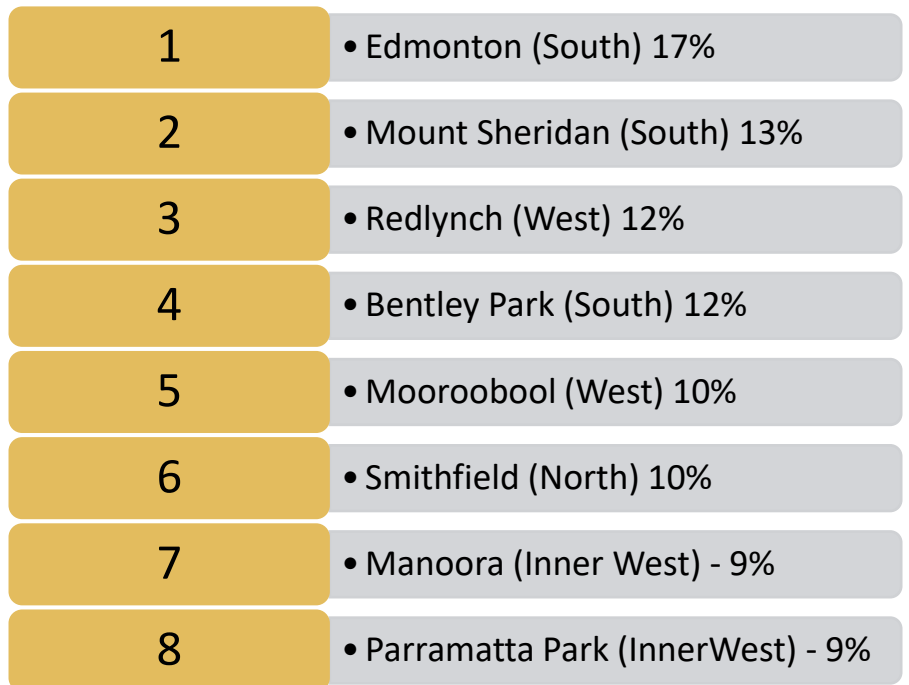 1
• Edmonton (South) 17%
2
• Mount Sheridan (South) 13%
3
• Redlynch (West) 12%
4
• Bentley Park (South) 12%
5
• Mooroobool (West) 10%
6
• Smithfield (North) 10%
7
• Manoora (Inner West) - 9%
8
• Parramatta Park (InnerWest) - 9%